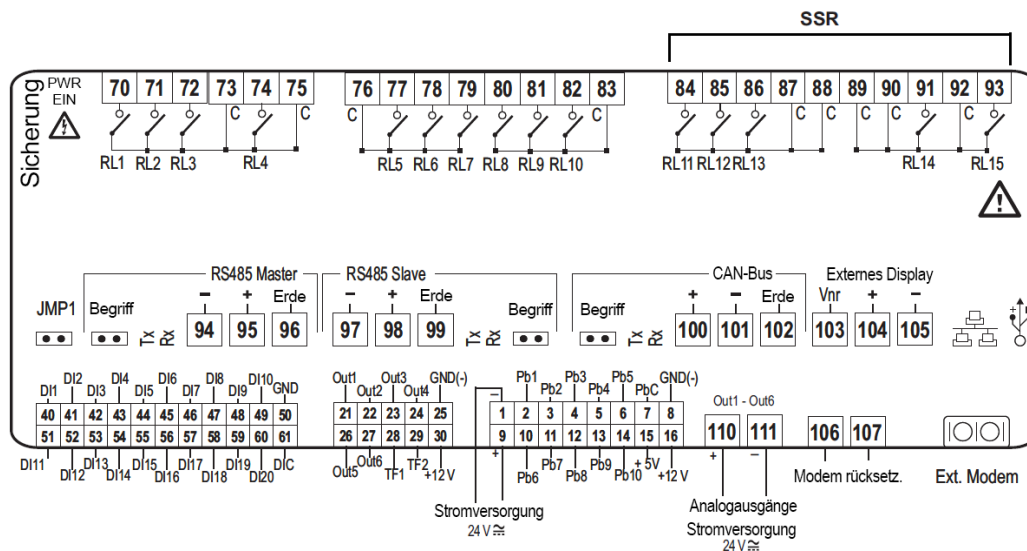 SSR
Sicherung
PWR
EIN
70 71 72 73 74 75
76 77 78 79 80 81 82 83
84 85 86 87 88 89 90 91 92 93
C C C C C C C C C
RL1 RL2 RL3 RL4
RL5 RL6 RL7 RL8 RL9 RL10
RL11 RL12 RL13 RL14 RL15
RS485 Master
RS485 Slave
CAN-Bus
Externes Display
JMP1
Begriff
Tx
Rx
– + Erde
94 95 96
– + Erde
97 98 99
Tx
Rx
Begriff
Begriff
Tx
Rx
+ – Erde
100 101 102
Vnr + –
103 104 105
DI1 DI2 DI3 DI4 DI5 DI6 DI7 DI8 DI9 DI10 GND
40 41 42 43 44 45 46 47 48 49 50
51 52 53 54 55 56 57 58 59 60 61
DI11 DI12 DI13 DI14 DI15 DI16 DI17 DI18 DI19 DI20 DIC
Out1 Out2 Out3 Out4 GND(-)
21 22 23 24 25
26 27 28 29 30
Out5 Out6 TF1 TF2 +12 V
– Pb1 Pb2 Pb3 Pb4 Pb5 PbC GND(-)
1 2 3 4 5 6 7 8
9 10 11 12 13 14 15 16
+ Pb6 Pb7 Pb8 Pb9 Pb10 + 5V +12 V
Stromversorgung
24 V
Out1 - Out6
110 111
+ –
Analogausgänge
Stromversorgung
24 V
106 107
Modem rücksetz.
Ext. Modem